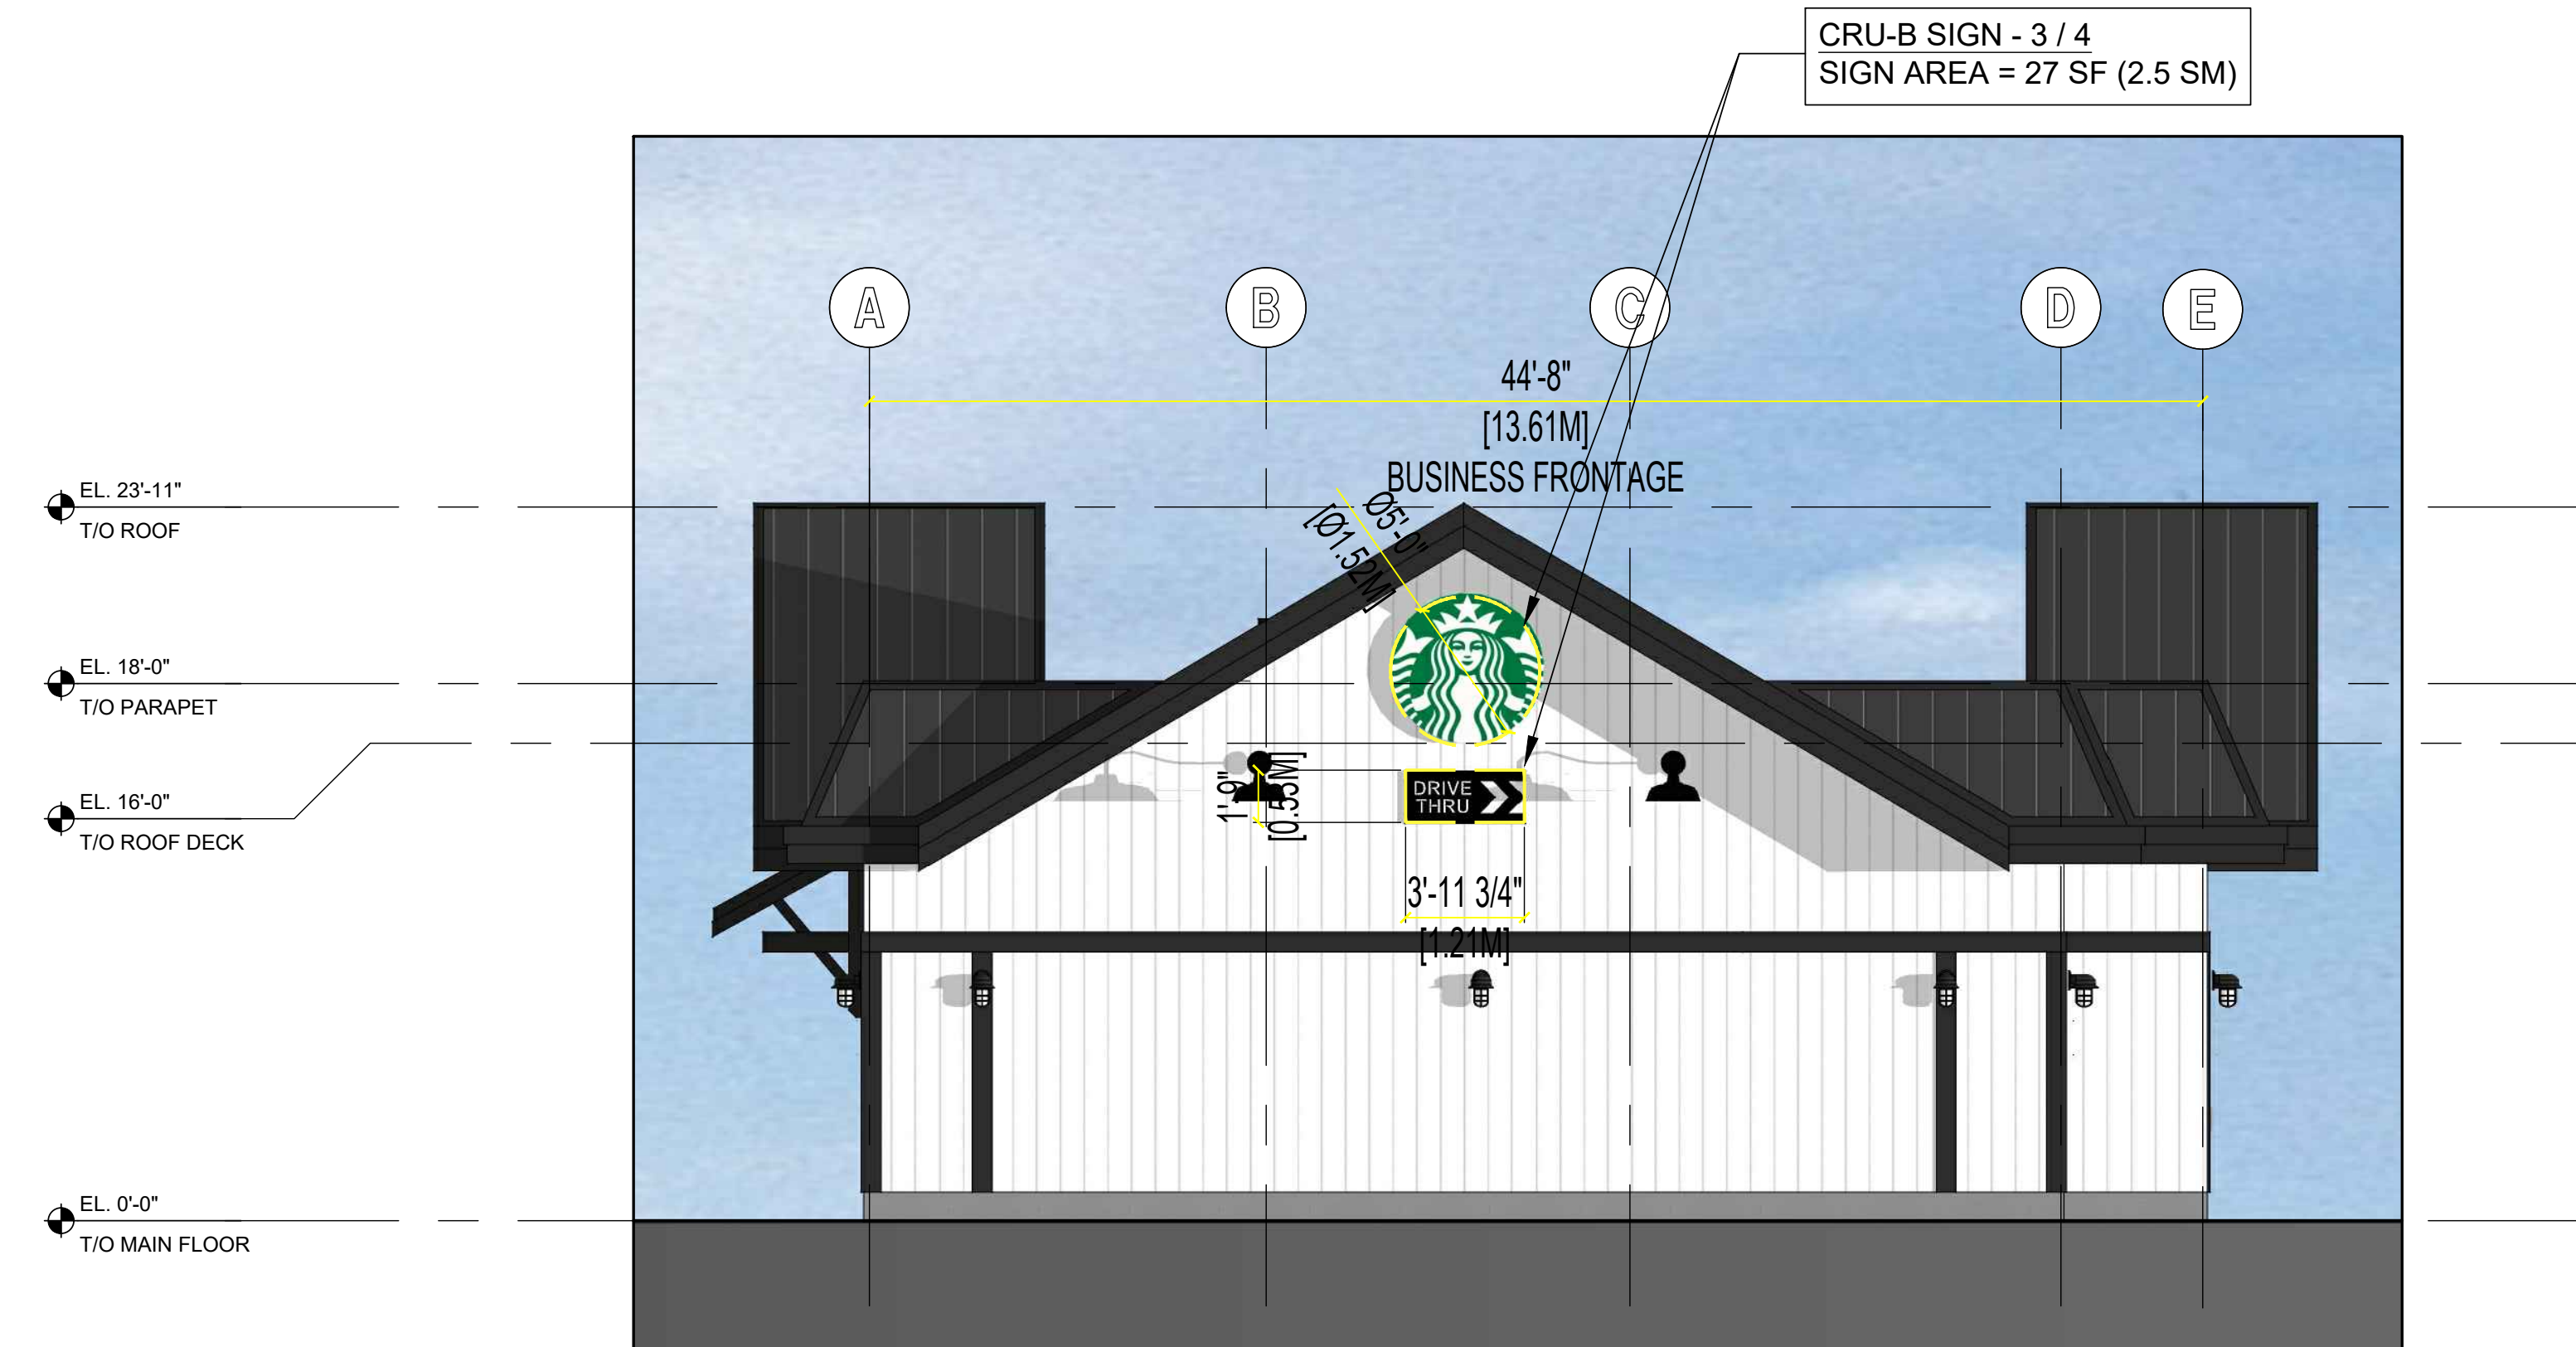 CRU-B SIGN - 3 / 4
SIGN AREA = 27 SF (2.5 SM)
A
B
C
D
E
44'-8"
[13.61M]
BUSINESS FRONTAGE
EL. 23'-11"
T/O ROOF
Ø5'-0"
[Ø1.52M]
EL. 18'-0"
T/O PARAPET
EL. 16'-0"
T/O ROOF DECK
1'-9"
[0.53M]
DRIVE
THRU
3'-11 3/4"
[1.21M]
EL. 0'-0"
T/O MAIN FLOOR